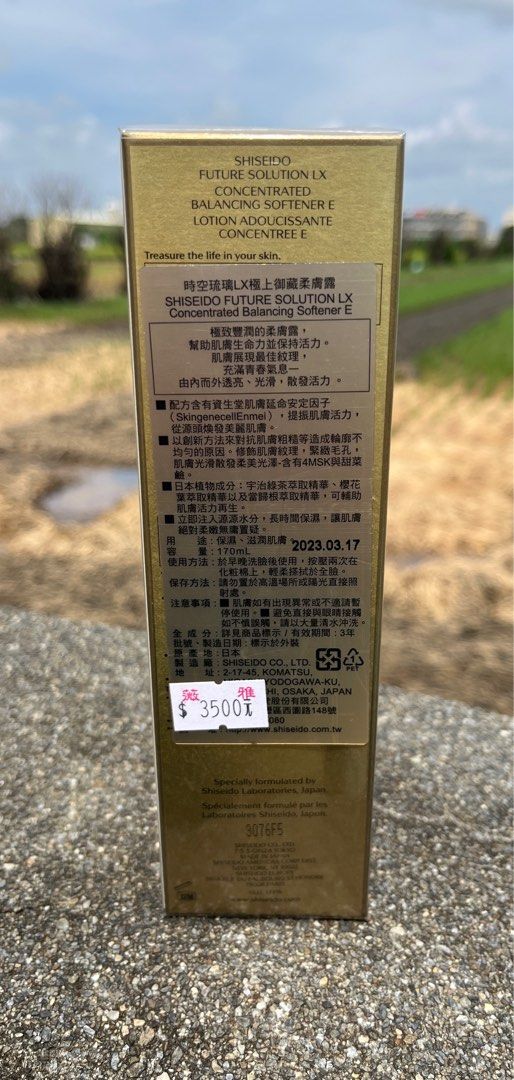 SHISEIDO
FUTURE SOLUTION LX
CONCENTRATED
BALANCING SOFTENER E
LOTION ADOUCISSANTE
CONCENTREE E
Treasure the life in your skin.
時空琉璃LX極上御藏柔膚露
SHISEIDO FUTURE SOLUTION LX
Concentrated Balancing Softener E
極致豐潤的柔膚露，
幫助肌膚生命力並保持活力。
肌膚展現最佳紋理，
充滿青春氣息—
由內而外透亮、光滑，散發活力。
■ 配方含有資生堂肌膚延命安定因子
（SkingenecellEnmei），提振肌膚活力，
從源頭煥發美麗肌膚。
■ 以創新方法來對抗肌膚粗糙等造成輪廓不
均勻的原因。修飾肌膚紋理，緊緻毛孔，
肌膚光滑散發柔美光澤-含有4MSK與甜菜
鹼。
■ 日本植物成分：宇治綠茶萃取精華、櫻花
葉萃取精華以及當歸根萃取精華，可輔助
肌膚活力再生。
■ 立即注入源源水分，長時間保濕，讓肌膚
絕對柔嫩無庸置疑。
用 途：保濕、滋潤肌膚 2023.03.17
容 量：170mL
使用方法：於早晚洗臉後使用，按壓兩次在
化粧棉上，輕柔擦拭於全臉。
保存方法：請勿置於高溫場所或陽光直接照
射處。
注意事項：■ 肌膚如有出現異常或不適請暫
停使用。■ 避免直接與眼睛接觸
如不慎誤觸，請以大量清水沖洗。
全 成 分：詳見商品標示/有效期間：3年
批號、製造日期：標示於外裝
原 產 地：日本
製 造 廠：SHISEIDO CO., LTD.
地 址：2-17-45, KOMATSU,
YODOGAWA-KU,
HI, OSAKA, JAPAN
股份有限公司
區西園路148號
080
http://www.shiseido.com.tw
PET
薇 雅
$ 3500元
Specially formulated by
Shiseido Laboratories, Japan.
Spécialement formulé par les
Laboratoires Shiseido, Japon.
3076F5
SHISEIDO CO., LTD.